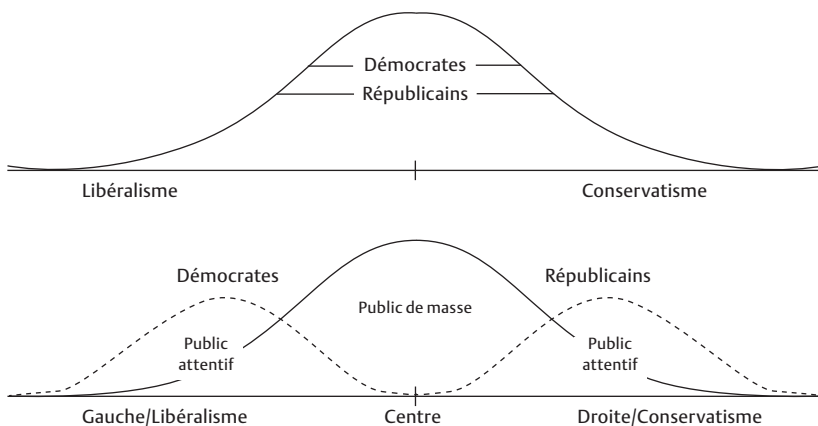 Démocrates
Républicains
Libéralisme Conservatisme
Démocrates Républicains
Public de masse
Public attentif
Public attentif
Gauche/Libéralisme Centre Droite/Conservatisme